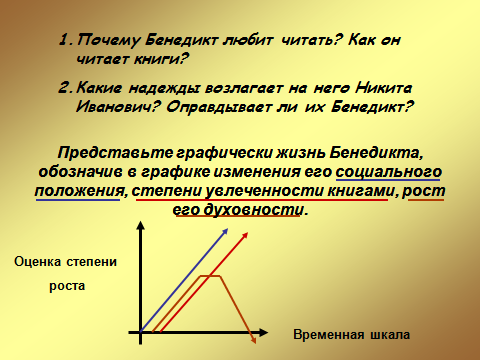 1. Почему Бенедикт любит читать? Как он
читает книги?
2. Какие надежды возлагает на него Никита
Иванович? Оправдывает ли их Бенедикт?
Представьте графически жизнь Бенедикта,
обозначив в графике изменения его социального
положения, степени увлеченности книгами, рост
его духовности.
Оценка степени
роста
Временная шкала